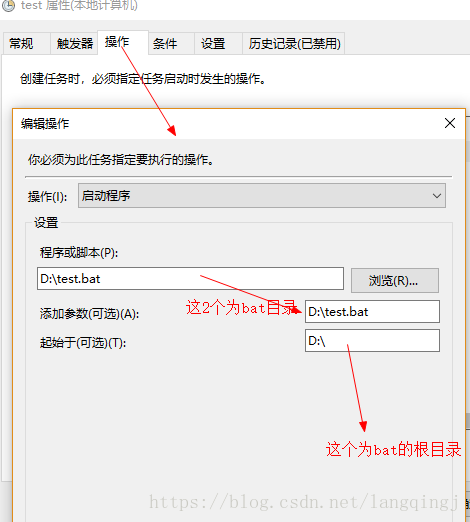 test 属性(本地计算机)
常规 触发器 操作 条件 设置 历史记录(已禁用)
创建任务时，必须指定任务启动时发生的操作。
编辑操作
你必须为此任务指定要执行的操作。
操作(I): 启动程序
设置
程序或脚本(P):
D:\test.bat 浏览(R)...
这2个为bat目录
添加参数(可选)(A): D:\test.bat
起始于(可选)(T): D:\
这个为bat的根目录
https://blog.csdn.net/langqingj